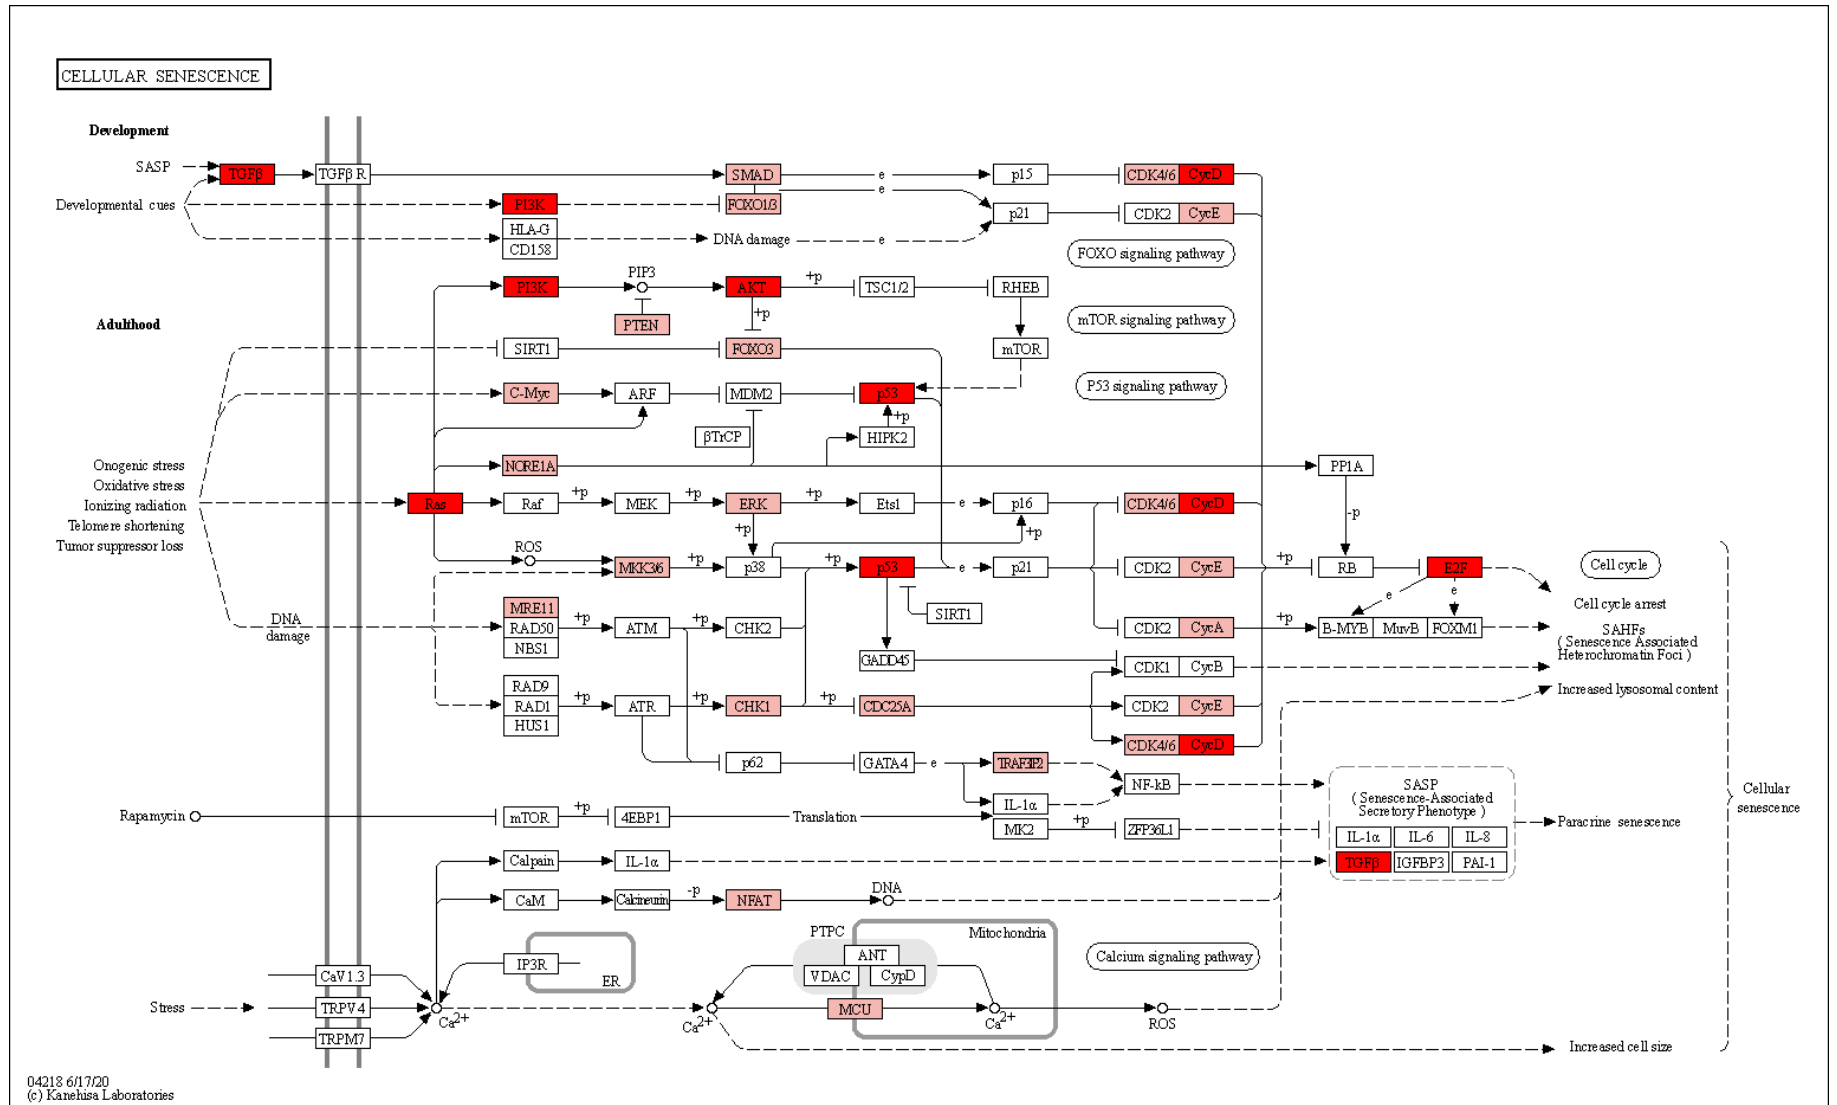 CELLULAR SENESCENCE
Development
SASP
TGFβ
TGFβ R
SMAD
e
p15
CDK4/6
CycD
e
Developmental cues
PI3K
FOXO1/3
p21
CDK2
CycE
HLA-G
CD158
DNA damage
e
FOXO signaling pathway
PIP3
PI3K
AKT
+p
TSC1/2
RHEB
Adulthood
PTEN
+p
mTOR signaling pathway
SIRT1
FOXO3
mTOR
C-Myc
ARF
MDM2
p53
P53 signaling pathway
+p
βTrCP
HIPK2
Onogenic stress
Oxidative stress
Ionizing radiation
Telomere shortening
Tumor suppressor loss
NORE1A
PP1A
Ras
Raf
+p
MEK
+p
ERK
+p
Ets1
e
p16
CDK4/6
CycD
-p
+p
+p
ROS
MKK3/6
+p
p38
+p
p53
e
p21
CDK2
CycE
+p
RB
E2F
Cell cycle
e
e
Cell cycle arrest
DNA
damage
MRE11
RAD50
NBS1
+p
ATM
+p
CHK2
SIRT1
CDK2
CycA
+p
B-MYB
MuvB
FOXM1
SAHFs
( Senescence Associated
Heterochromatin Foci )
GADD45
CDK1
CycB
RAD9
RAD1
HUS1
+p
ATR
+p
CHK1
+p
CDC25A
CDK2
CycE
Increased lysosomal content
CDK4/6
CycD
p62
GATA4
e
TRAF3IP2
IL-1α
NF-kB
SASP
( Senescence-Associated
Secretory Phenotype )
IL-1α
IL-6
IL-8
TGFβ
IGFBP3
PAI-1
Paracrine senescence
Cellular
senescence
Rapamycin
mTOR
+p
4EBP1
Translation
MK2
+p
ZFP36L1
Calpain
IL-1α
CaM
Calcineurin
-p
NFAT
DNA
PTPC
Mitochondria
ANT
VDAC
CypD
Calcium signaling pathway
IP3R
ER
CaV1.3
Stress
TRPV4
TRPM7
Ca2+
Ca2+
MCU
Ca2+
ROS
Increased cell size
04218 6/17/20
(c) Kanehisa Laboratories